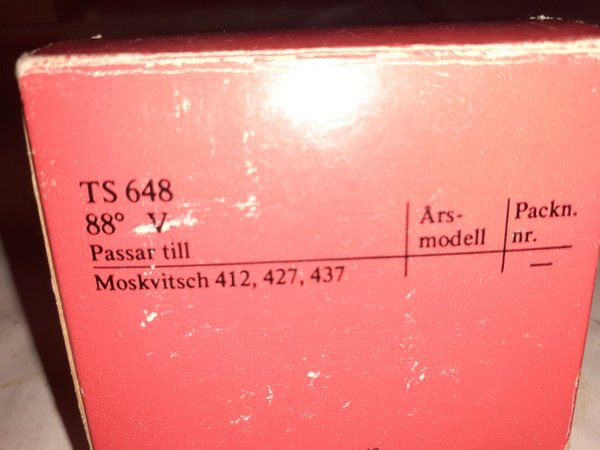 TS 648
88° V
Passar till
Års-
modell
Packn.
nr.
Moskvitsch 412, 427, 437
—